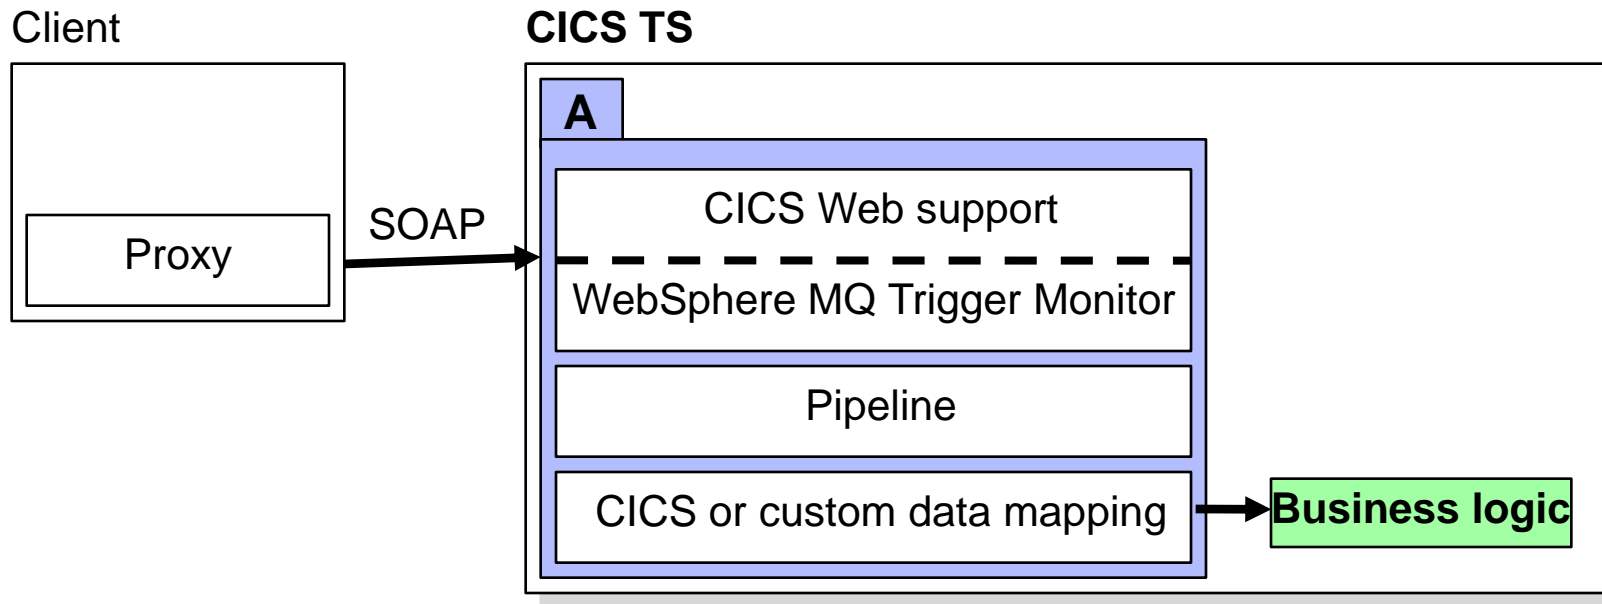 Client
CICS TS
A
CICS Web support
SOAP
Proxy
WebSphere MQ Trigger Monitor
Pipeline
CICS or custom data mapping
Business logic